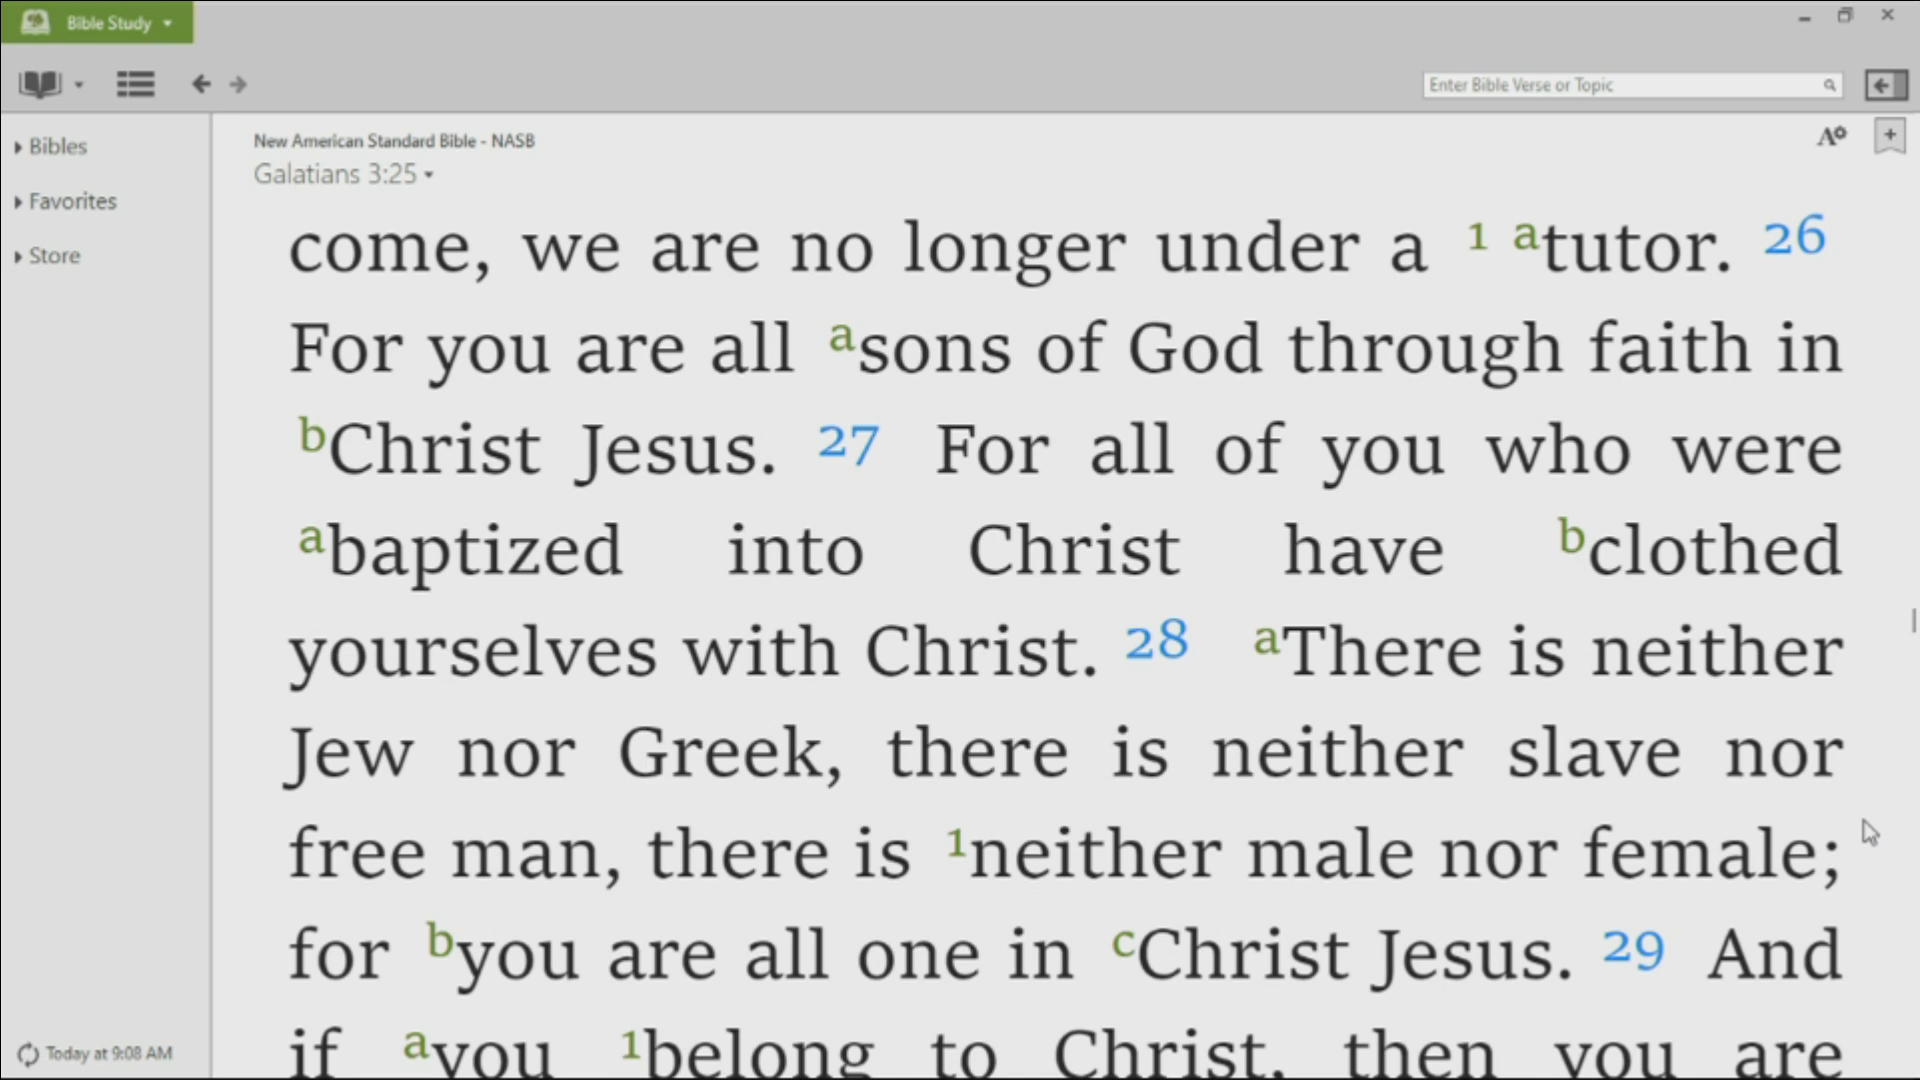 Bible Study
Enter Bible Verse or Topic
Bibles
Favorites
Store
New American Standard Bible - NASB
Galatians 3:25
come, we are no longer under a 1 atutor. 26
For you are all asons of God through faith in
bChrist Jesus. 27 For all of you who were
abaptized into Christ have bclothed
yourselves with Christ. 28 aThere is neither
Jew nor Greek, there is neither slave nor
free man, there is 1neither male nor female;
for byou are all one in cChrist Jesus. 29 And
if ayou 1belong to Christ, then you are
Today at 9:08 AM